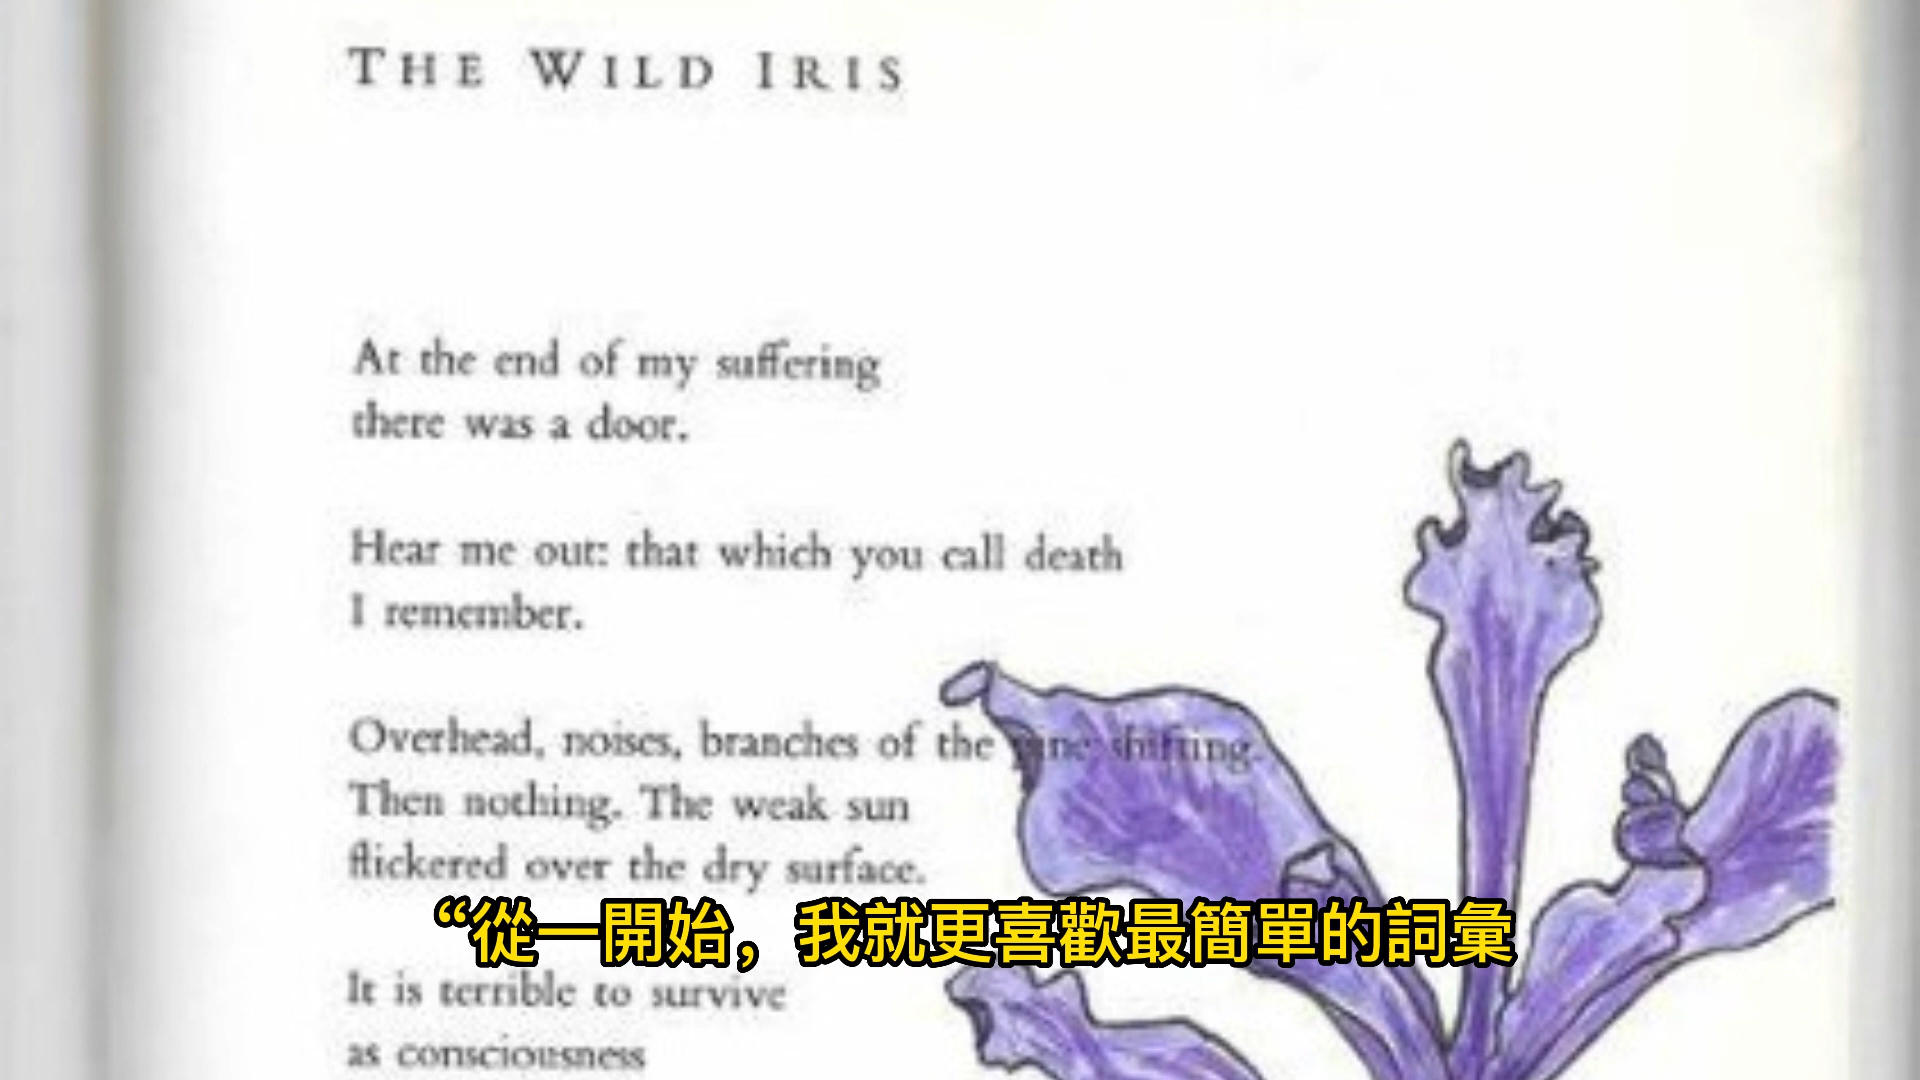 THE WILD IRIS
At the end of my suffering
there was a door.
Hear me out: that which you call death
I remember.
Overhead, noises, branches of the pine shifting.
Then nothing. The weak sun
flickered over the dry surface.
“從一開始，我就更喜歡最簡單的詞彙
It is terrible to survive
as consciousness